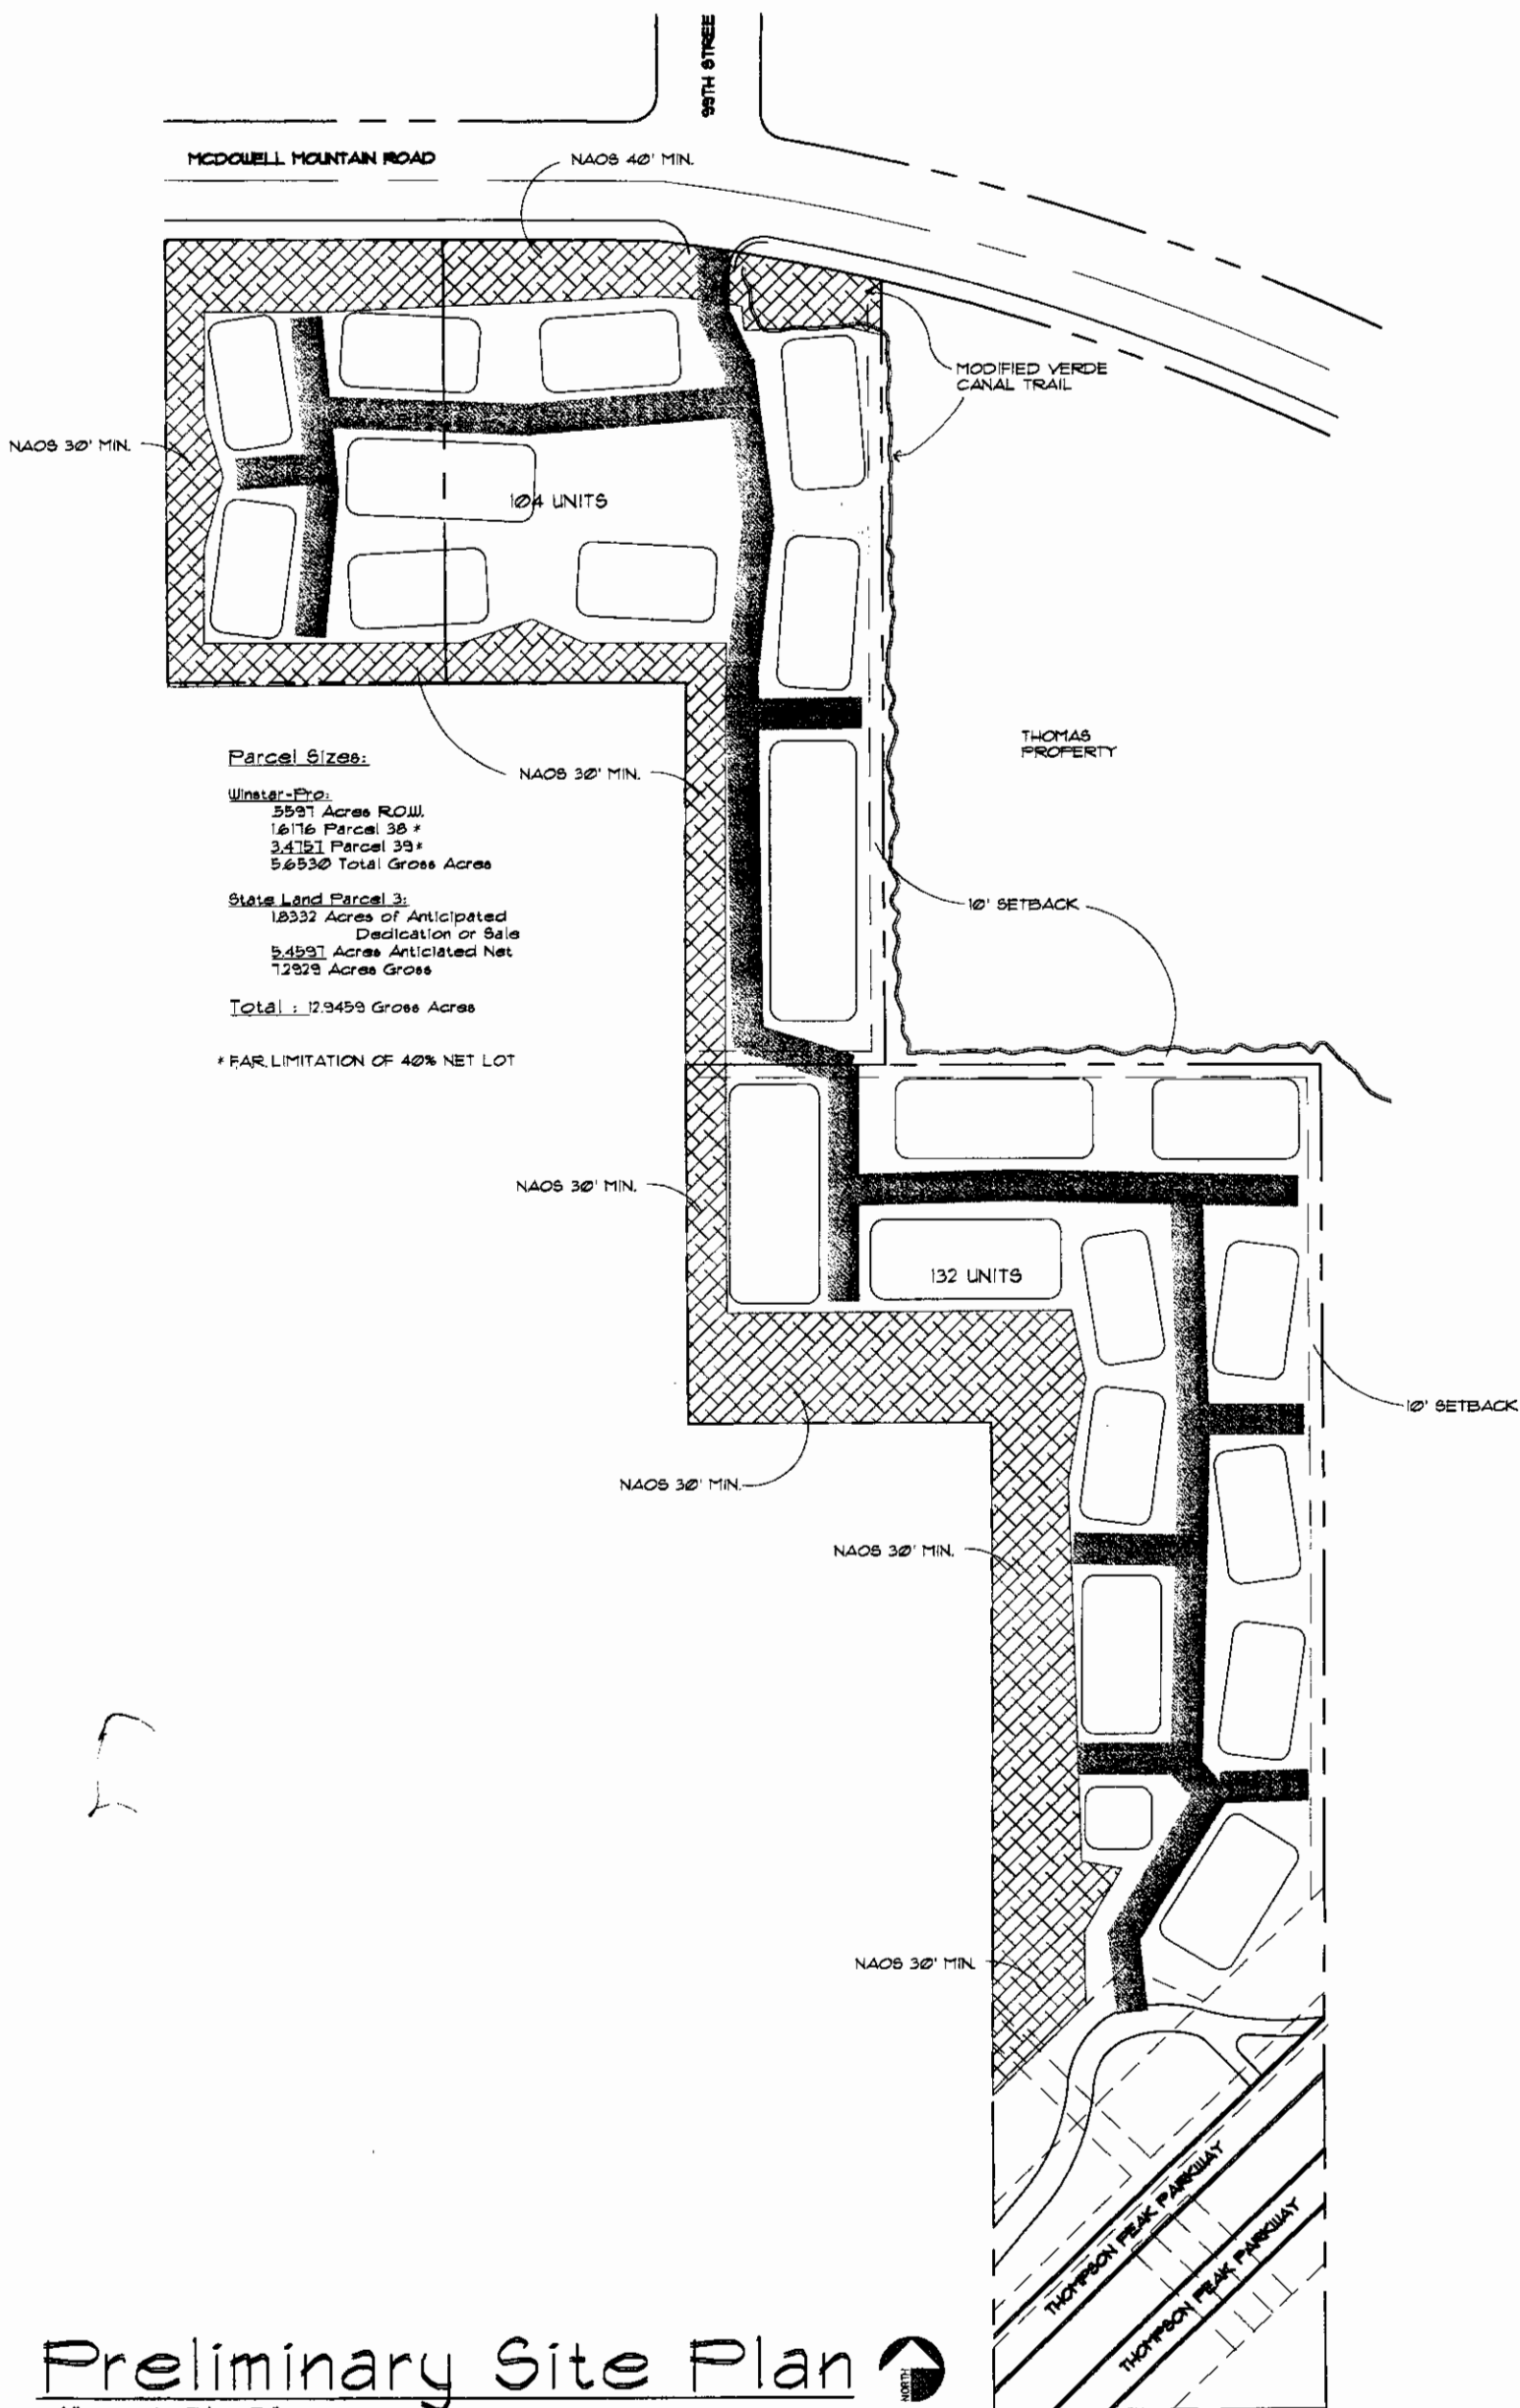 99TH STREE
MCDOWELL MOUNTAIN ROAD
NAOS 40' MIN.
MODIFIED VERDE
CANAL TRAIL
NAOS 30' MIN.
104 UNITS
THOMAS
PROPERTY
Parcel Sizes:
NAOS 30' MIN.
Winstar-Pro:
.5597 Acres R.O.W.
1.6176 Parcel 38 *
3.4757 Parcel 39*
5.6530 Total Gross Acres
State Land Parcel 3:
1.8332 Acres of Anticipated
Dedication or Sale
5.4597 Acres Anticiated Net
7.2929 Acres Gross
10' SETBACK
Total : 12.9459 Gross Acres
* F.A.R. LIMITATION OF 40% NET LOT
NAOS 30' MIN.
132 UNITS
10' SETBACK
NAOS 30' MIN.
NAOS 30' MIN.
NAOS 30' MIN.
THOMPSON PEAK PARKWAY
THOMPSON PEAK PARKWAY
Preliminary Site Plan
NORTH